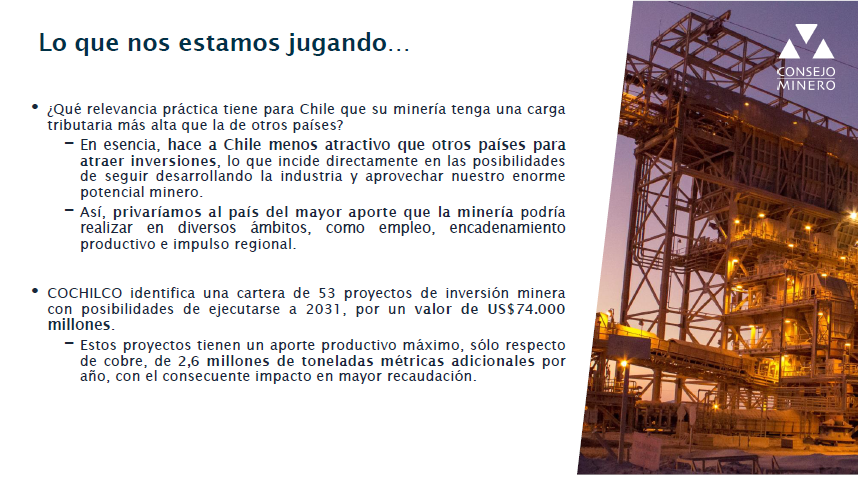 Lo que nos estamos jugando...
CONSEJO
MINERO
• ¿Qué relevancia práctica tiene para Chile que su minería tenga una carga
tributaria más alta que la de otros países?
– En esencia, hace a Chile menos atractivo que otros países para
atraer inversiones, lo que incide directamente en las posibilidades
de seguir desarrollando la industria y aprovechar nuestro enorme
potencial minero.
– Así, privaríamos al país del mayor aporte que la minería podría
realizar en diversos ámbitos, como empleo, encadenamiento
productivo e impulso regional.
• COCHILCO identifica una cartera de 53 proyectos de inversión minera
con posibilidades de ejecutarse a 2031, por un valor de US$74.000
millones.
– Estos proyectos tienen un aporte productivo máximo, sólo respecto
de cobre, de 2,6 millones de toneladas métricas adicionales por
año, con el consecuente impacto en mayor recaudación.